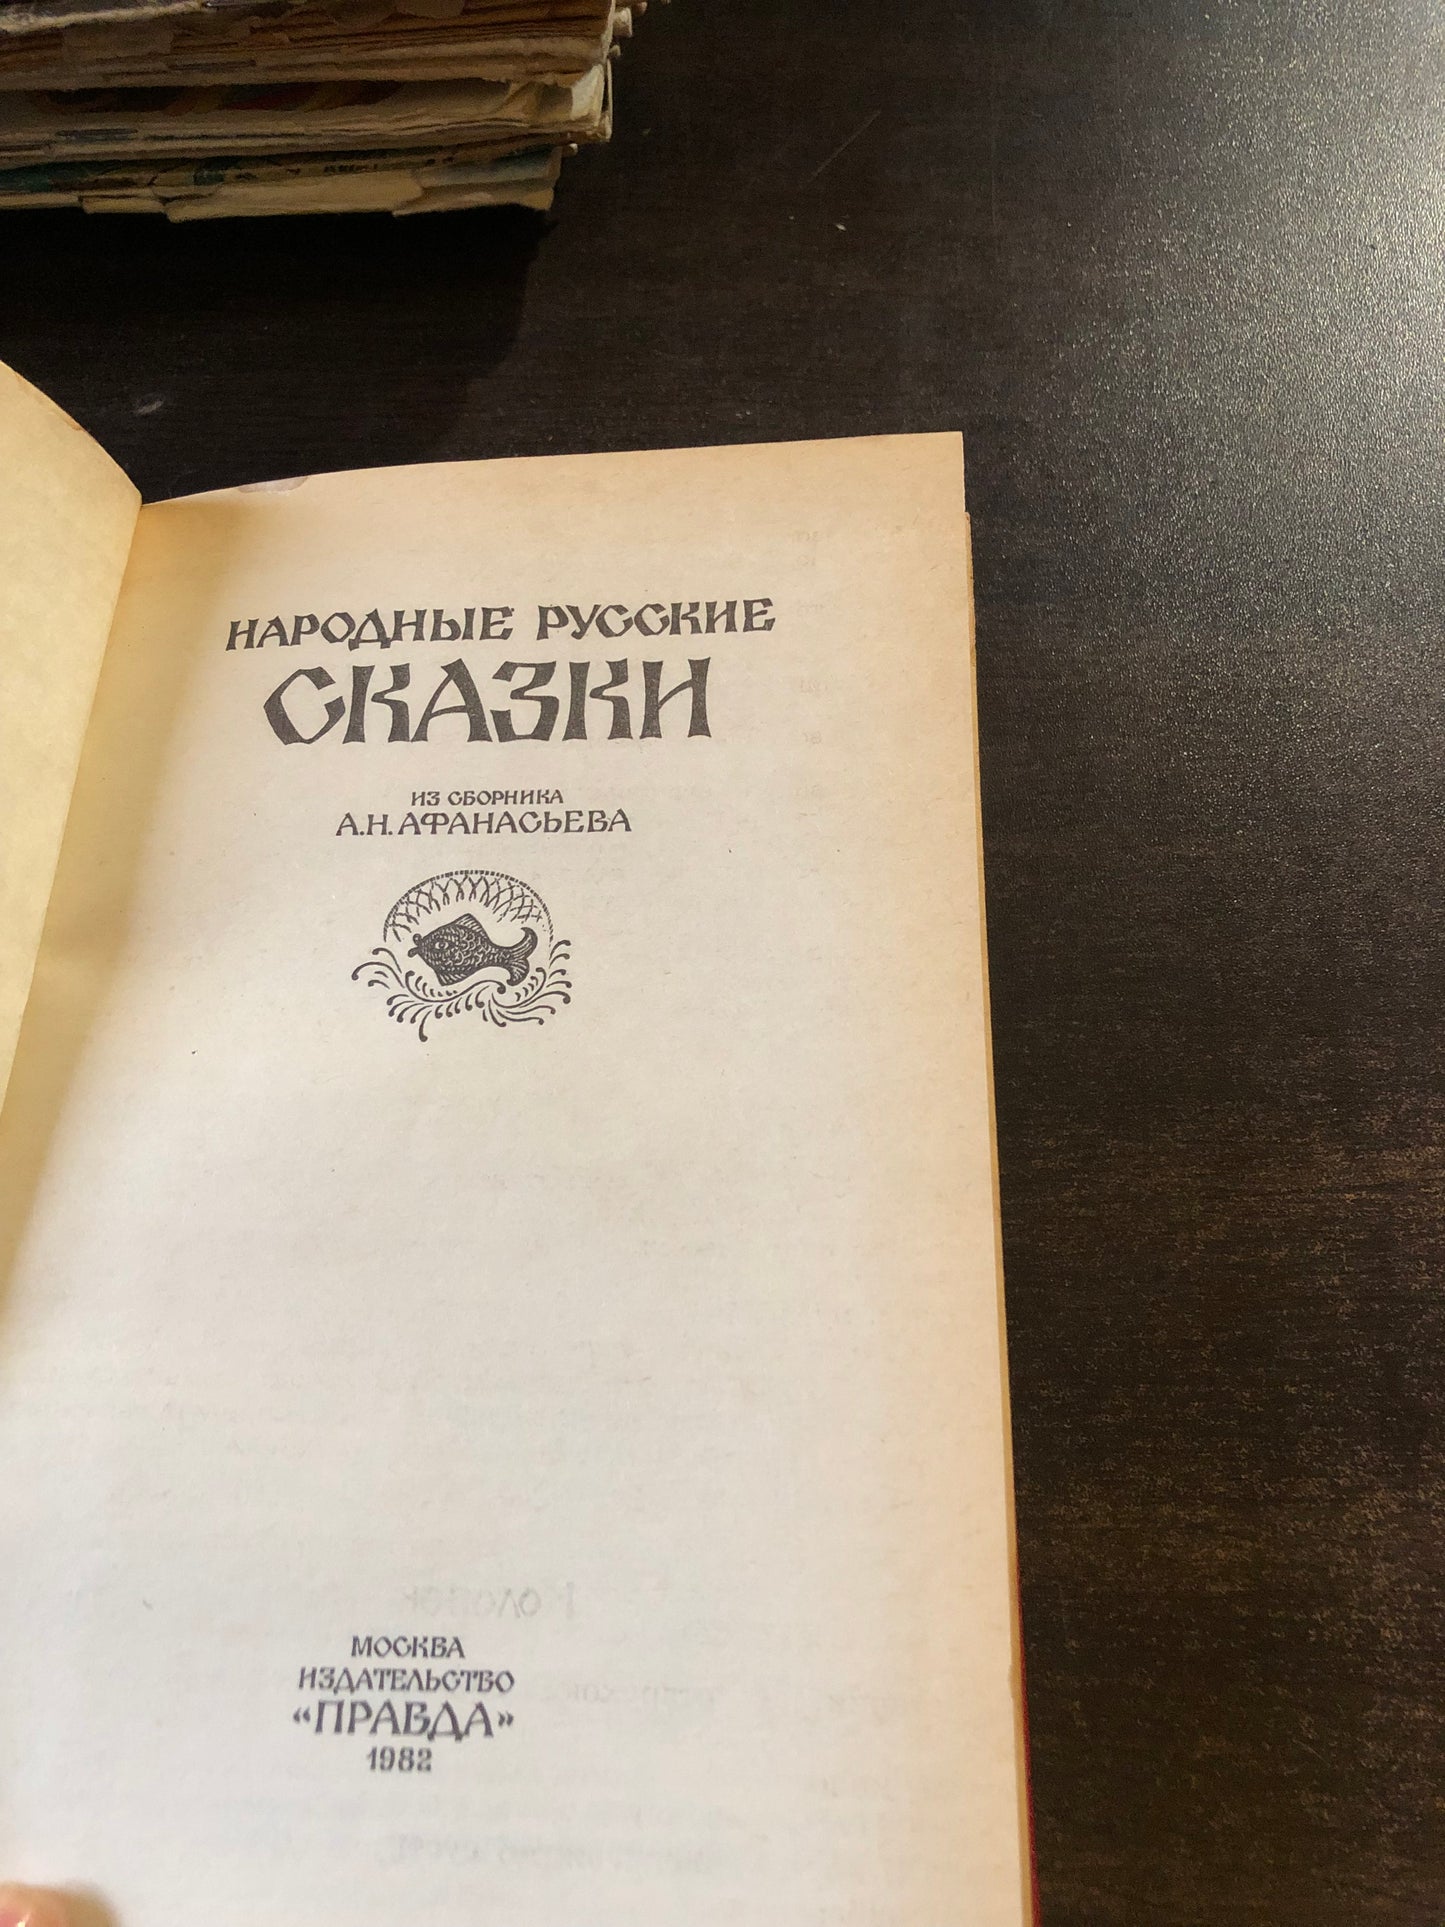 НАРОДНЫЕ РУССКИЕ
СКАЗКИ
ИЗ СБОРНИКА
А.Н. АФАНАСЬЕВА
МОСКВА
ИЗДАТЕЛЬСТВО
«ПРАВДА»
1982